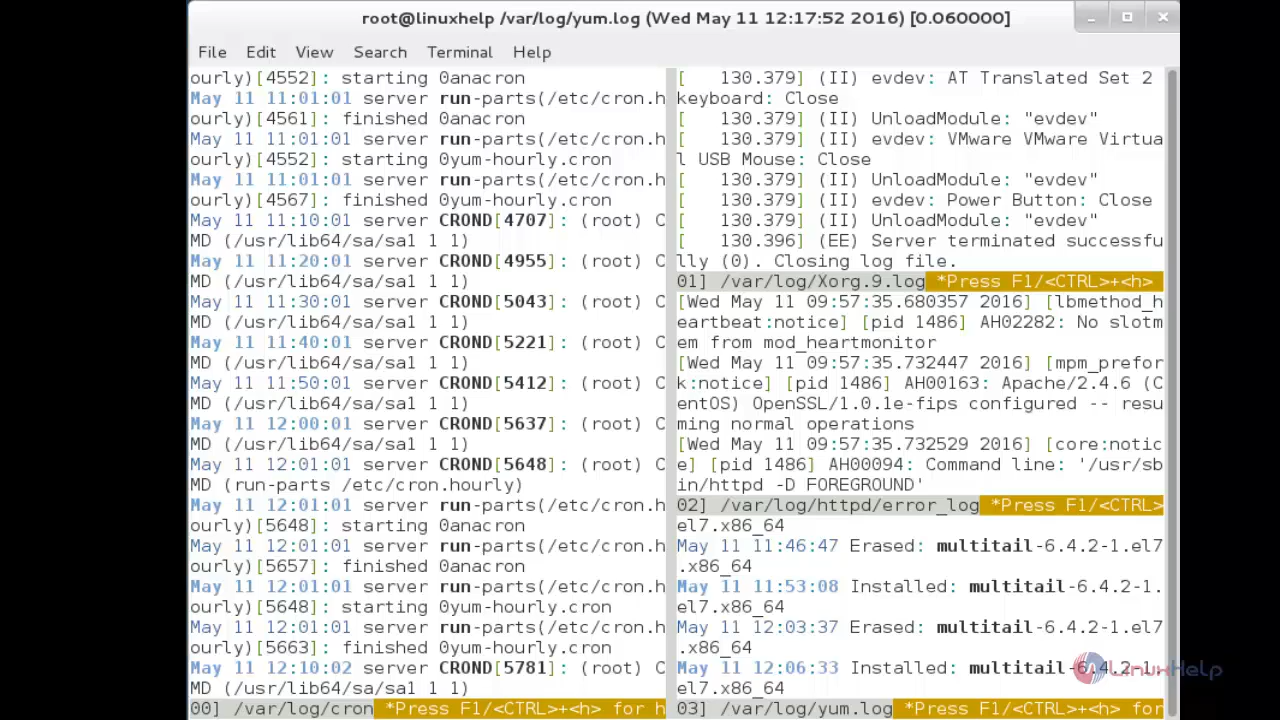 root@linuxhelp /var/log/yum.log (Wed May 11 12:17:52 2016) [0.060000]
File Edit View Search Terminal Help
ourly)[4552]: starting 0anacron
May 11 11:01:01 server run-parts(/etc/cron.h
ourly)[4561]: finished 0anacron
May 11 11:01:01 server run-parts(/etc/cron.h
ourly)[4552]: starting 0yum-hourly.cron
May 11 11:01:01 server run-parts(/etc/cron.h
ourly)[4567]: finished 0yum-hourly.cron
May 11 11:10:01 server CROND[4707]: (root) C
MD (/usr/lib64/sa/sa1 1 1)
May 11 11:20:01 server CROND[4955]: (root) C
MD (/usr/lib64/sa/sa1 1 1)
May 11 11:30:01 server CROND[5043]: (root) C
MD (/usr/lib64/sa/sa1 1 1)
May 11 11:40:01 server CROND[5221]: (root) C
MD (/usr/lib64/sa/sa1 1 1)
May 11 11:50:01 server CROND[5412]: (root) C
MD (/usr/lib64/sa/sa1 1 1)
May 11 12:00:01 server CROND[5637]: (root) C
MD (/usr/lib64/sa/sa1 1 1)
May 11 12:01:01 server CROND[5648]: (root) C
MD (run-parts /etc/cron.hourly)
May 11 12:01:01 server run-parts(/etc/cron.h
ourly)[5648]: starting 0anacron
May 11 12:01:01 server run-parts(/etc/cron.h
ourly)[5657]: finished 0anacron
May 11 12:01:01 server run-parts(/etc/cron.h
ourly)[5648]: starting 0yum-hourly.cron
May 11 12:01:01 server run-parts(/etc/cron.h
ourly)[5663]: finished 0yum-hourly.cron
May 11 12:10:02 server CROND[5781]: (root) C
MD (/usr/lib64/sa/sa1 1 1)
00] /var/log/cron *Press F1/<CTRL>+<h> for h
[   130.379] (II) evdev: AT Translated Set 2
keyboard: Close
[   130.379] (II) UnloadModule: "evdev"
[   130.379] (II) evdev: VMware VMware Virtua
l USB Mouse: Close
[   130.379] (II) UnloadModule: "evdev"
[   130.379] (II) evdev: Power Button: Close
[   130.379] (II) UnloadModule: "evdev"
[   130.396] (EE) Server terminated successfu
lly (0). Closing log file.
01] /var/log/Xorg.9.log *Press F1/<CTRL>+<h>
[Wed May 11 09:57:35.680357 2016] [lbmethod_h
eartbeat:notice] [pid 1486] AH02282: No slotm
em from mod_heartmonitor
[Wed May 11 09:57:35.732447 2016] [mpm_prefor
k:notice] [pid 1486] AH00163: Apache/2.4.6 (C
entOS) OpenSSL/1.0.1e-fips configured -- resu
ming normal operations
[Wed May 11 09:57:35.732529 2016] [core:notic
e] [pid 1486] AH00094: Command line: '/usr/sb
in/httpd -D FOREGROUND'
02] /var/log/httpd/error_log *Press F1/<CTRL>
el7.x86_64
May 11 11:46:47 Erased: multitail-6.4.2-1.el7
.x86_64
May 11 11:53:08 Installed: multitail-6.4.2-1.
el7.x86_64
May 11 12:03:37 Erased: multitail-6.4.2-1.el7
.x86_64
May 11 12:06:33 Installed: multitail-6.4.2-1.
el7.x86_64
03] /var/log/yum.log *Press F1/<CTRL>+<h> for
LinuxHelp